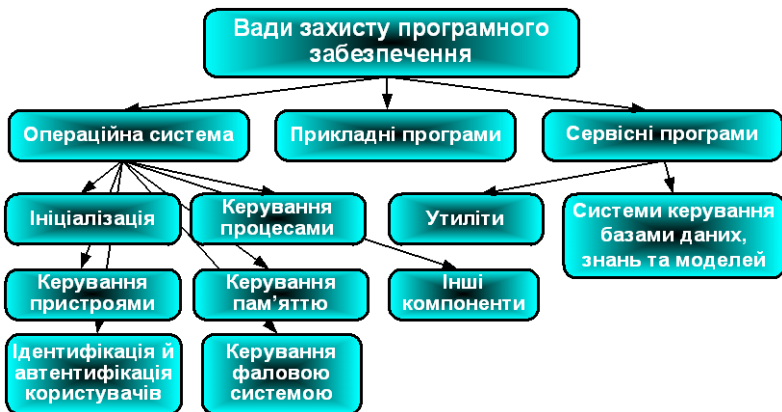 Вади захисту програмного
забезпечення
Операційна система
Прикладні програми
Сервісні програми
Ініціалізація
Керування
процесами
Утиліти
Системи керування
базами даних,
знань та моделей
Керування
пристроями
Керування
пам’яттю
Інші
компоненти
Ідентифікація й
автентифікація
користувачів
Керування
фаловою
системою